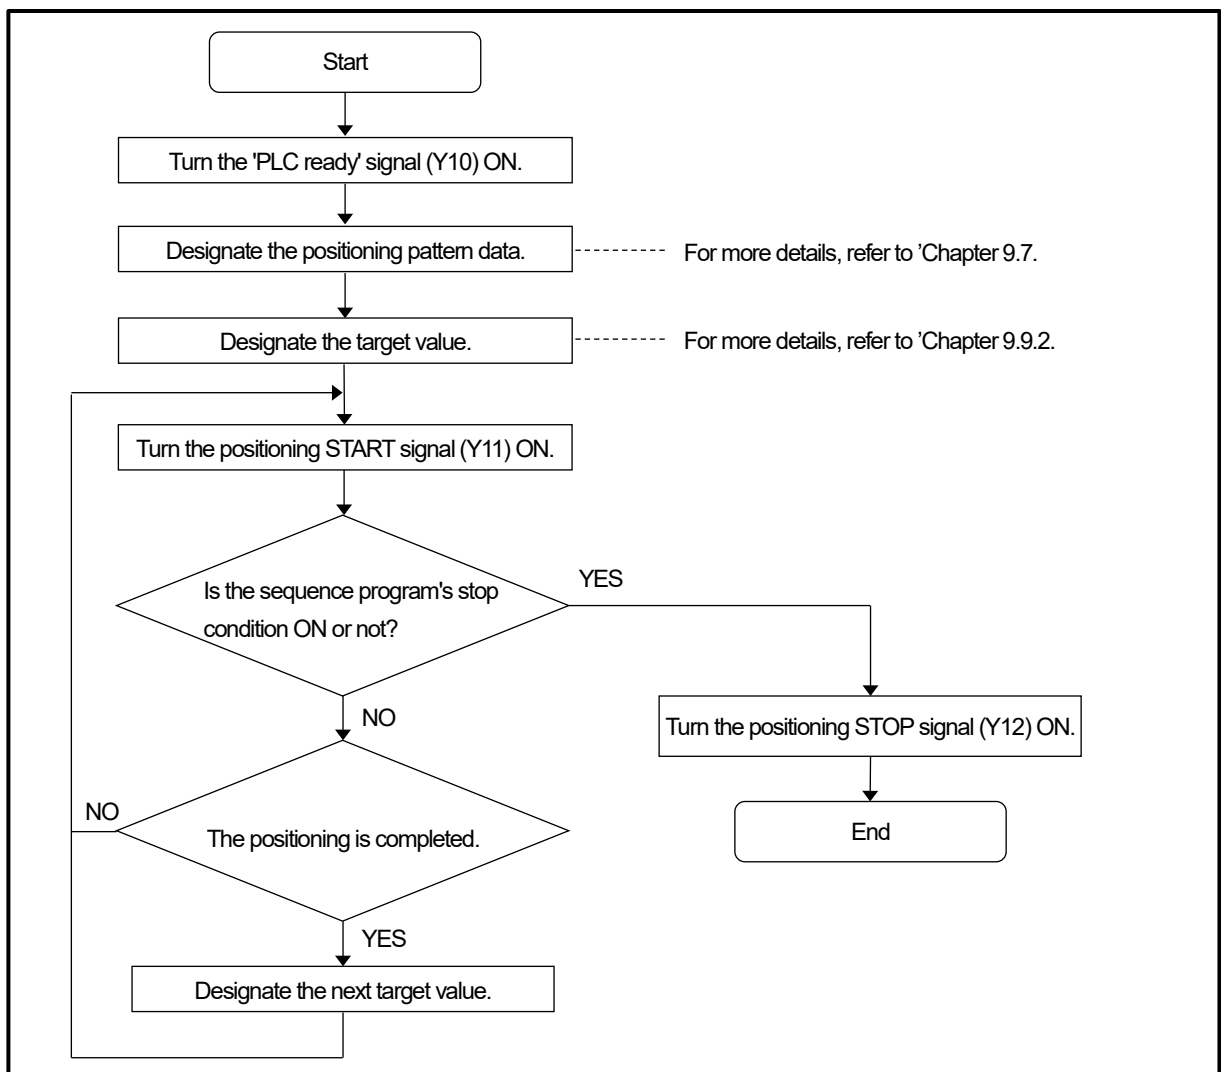 Start
Turn the 'PLC ready' signal (Y10) ON.
Designate the positioning pattern data.
For more details, refer to ’Chapter 9.7.
Designate the target value.
For more details, refer to ’Chapter 9.9.2.
Turn the positioning START signal (Y11) ON.
YES
Is the sequence program's stop
condition ON or not?
NO
Turn the positioning STOP signal (Y12) ON.
NO
The positioning is completed.
End
YES
Designate the next target value.